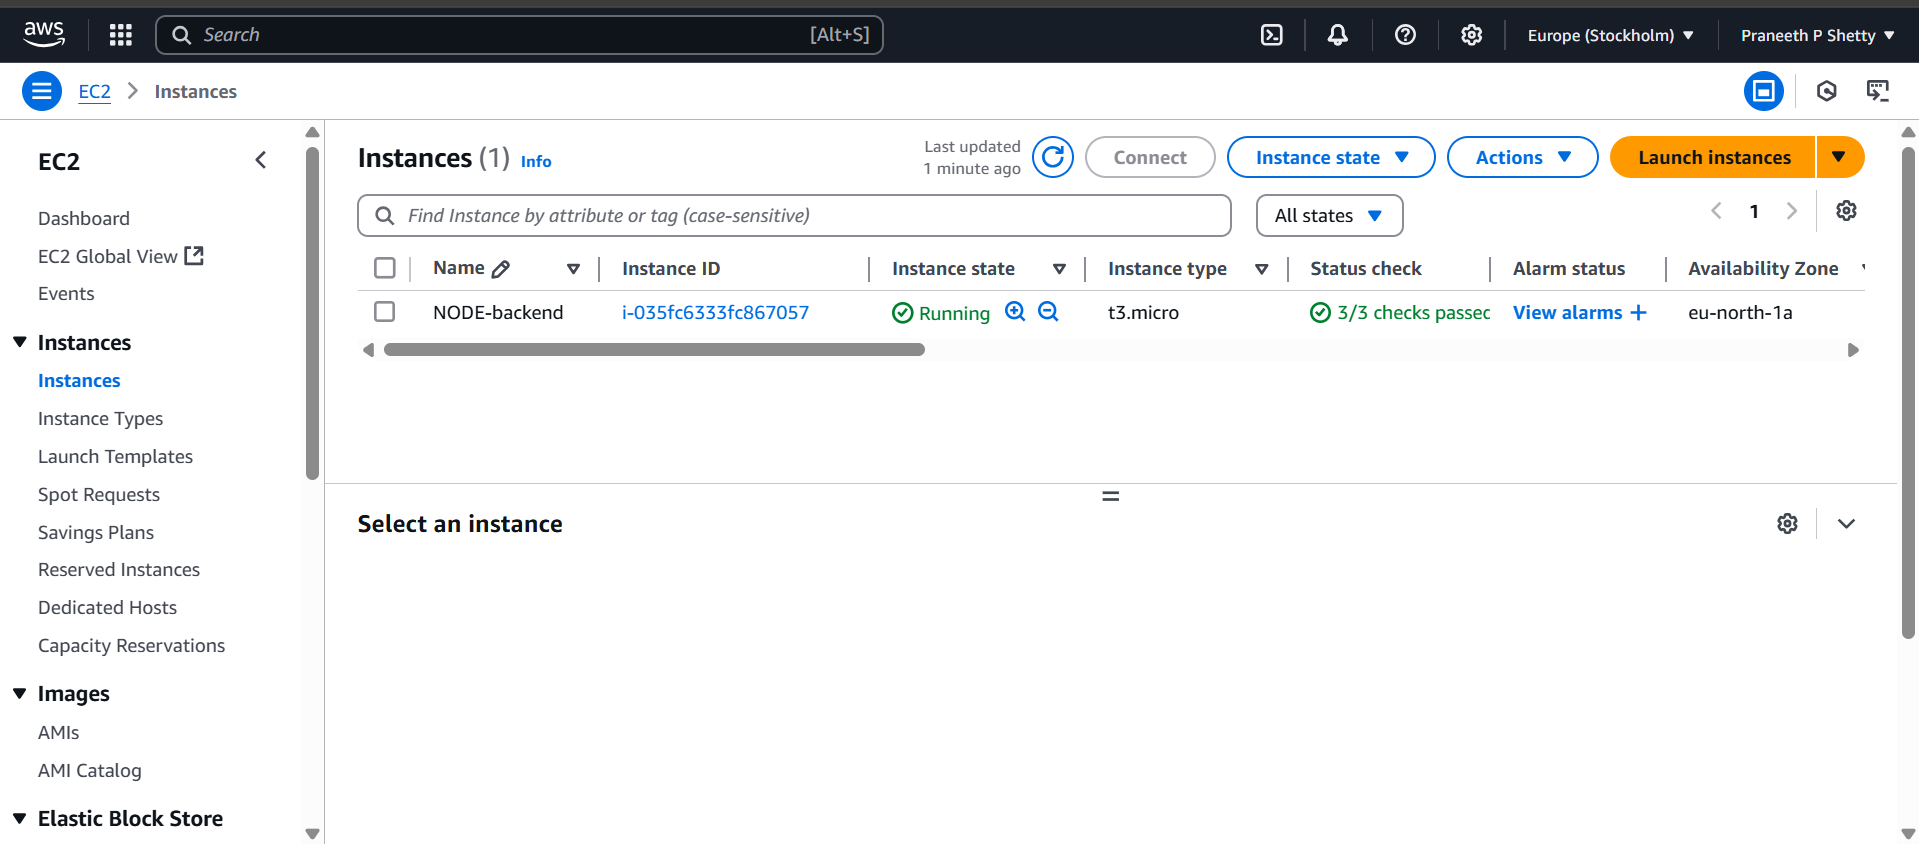 aws
Search [Alt+S]
Europe (Stockholm)
Praneeth P Shetty
EC2 Instances
EC2
Dashboard
EC2 Global View
Events
Instances
Instances
Instance Types
Launch Templates
Spot Requests
Savings Plans
Reserved Instances
Dedicated Hosts
Capacity Reservations
Images
AMIs
AMI Catalog
Elastic Block Store
Instances (1) Info
Last updated
1 minute ago
Connect
Instance state
Actions
Launch instances
Find Instance by attribute or tag (case-sensitive)
All states
1
Name Instance ID Instance state Instance type Status check Alarm status Availability Zone
NODE-backend i-035fc6333fc867057 Running t3.micro 3/3 checks passed View alarms + eu-north-1a
Select an instance